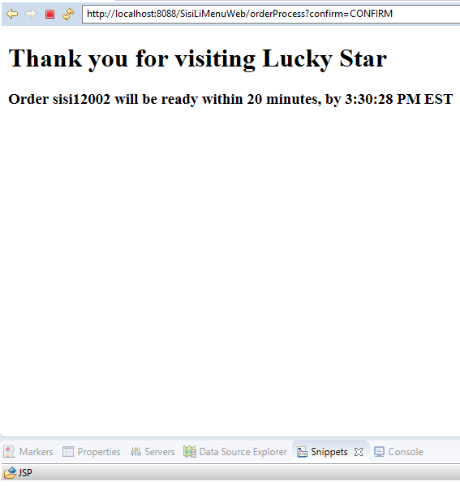 http://localhost:8088/SisiLiMenuWeb/orderProcess?confirm=CONFIRM
Thank you for visiting Lucky Star
Order sisi12002 will be ready within 20 minutes, by 3:30:28 PM EST
Markers Properties Servers Data Source Explorer Snippets Console
JSP